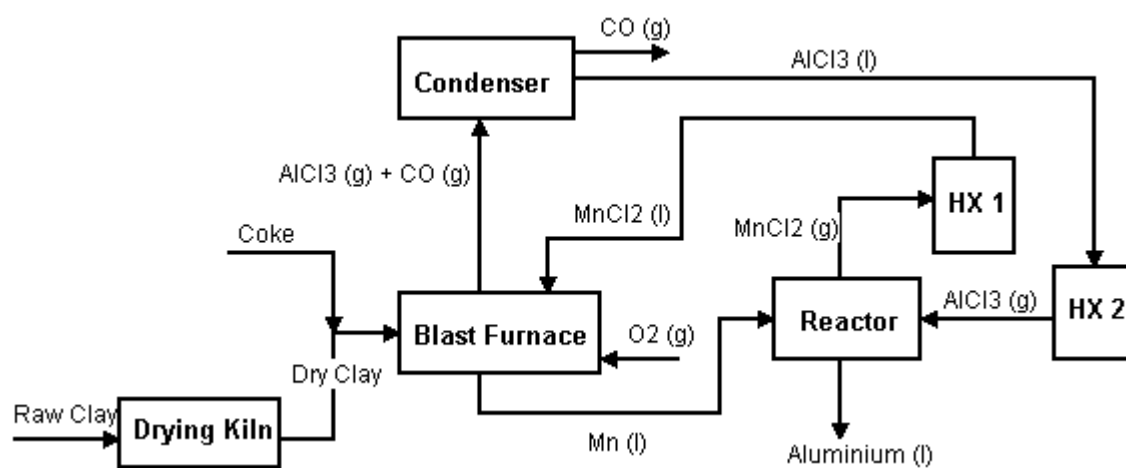 CO (g)
Condenser
AlCl3 (l)
AlCl3 (g) + CO (g)
MnCl2 (l)
MnCl2 (g)
HX 1
Coke
Blast Furnace
O2 (g)
Reactor
AlCl3 (g)
HX 2
Dry Clay
Raw Clay
Drying Kiln
Mn (l)
Aluminium (l)